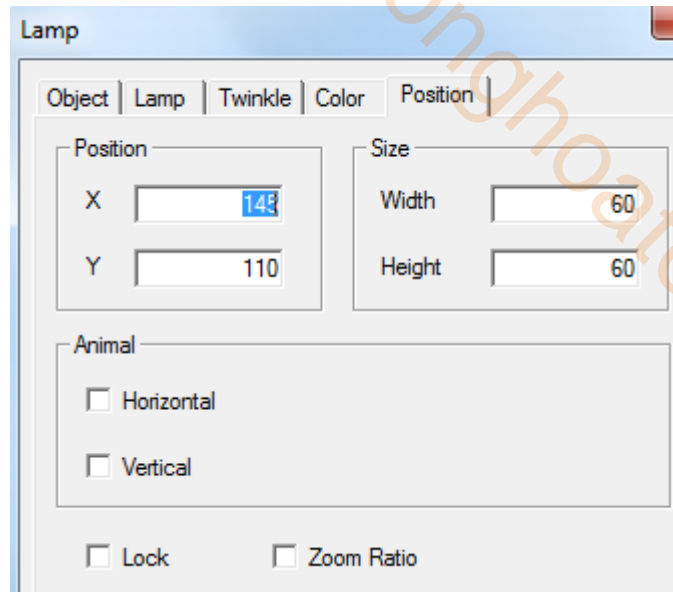 Lamp
Object Lamp Twinkle Color Position
Position
X 145
Y 110
Size
Width 60
Height 60
Animal
Horizontal
Vertical
Lock Zoom Ratio